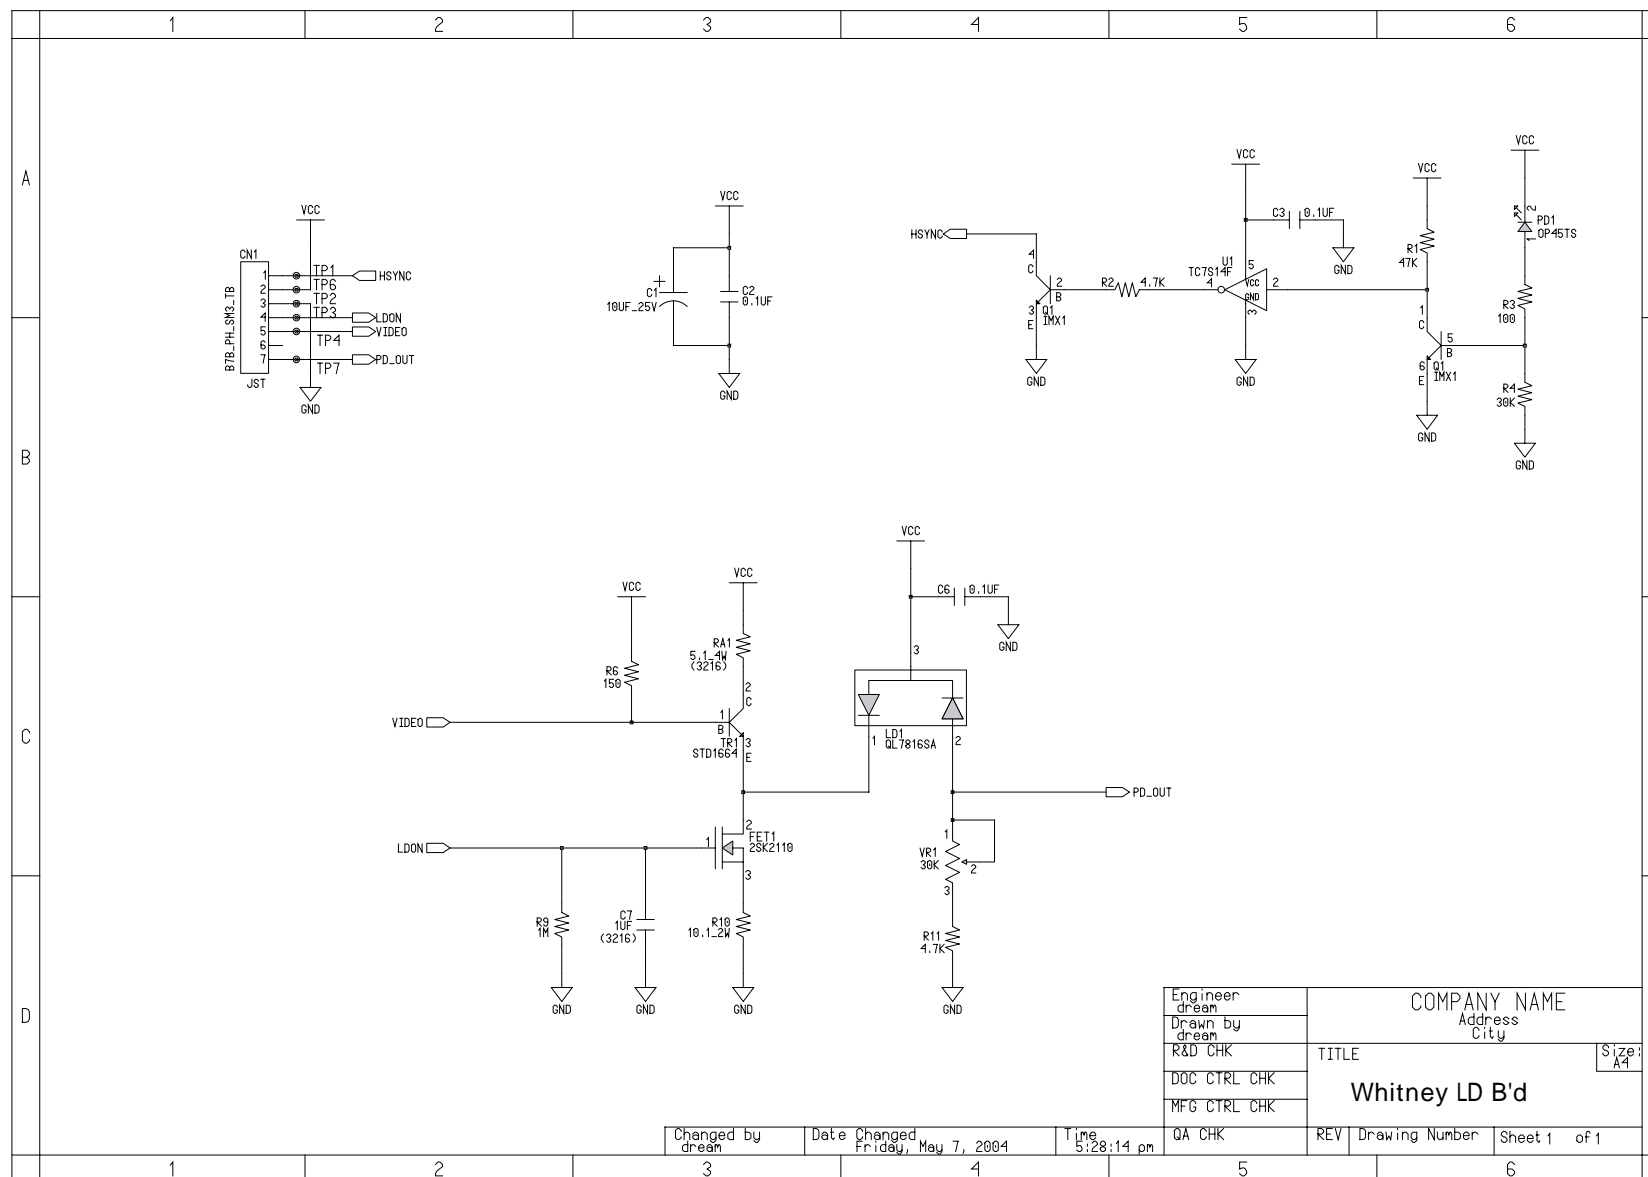 1 2 3 4 5 6
A
B
C
D
VCC
CN1
B7B_PH_SM3_TB
JST
1 TP1 HSYNC
2 TP6
3 TP2
4 TP3 LDON
5 VIDEO
6 TP4
7 PD_OUT
TP7
GND
VCC
C1
10UF_25V
C2
0.1UF
GND
HSYNC
4
C
2
B
3
E
Q1
IMX1
GND
R2 4.7K
VCC
C3 0.1UF
GND
U1
TC7S14F
5
4
VCC
GND
2
3
GND
VCC
R1
47K
1
C
5
B
6
E
Q1
IMX1
GND
VCC
2
PD1
OP45TS
1
R3
100
R4
30K
GND
VCC
R6
150
VCC
RA1
5.1_4W
(3216)
2
C
VIDEO
1
B
TR1
STD1664
3
E
LDON
1
2
FET1
2SK2110
3
R9
1M
GND
C7
1UF
(3216)
GND
R10
10.1_2W
GND
VCC
C6 0.1UF
GND
3
LD1
QL7816SA
1
2
PD_OUT
1
VR1
30K
2
3
R11
4.7K
GND
Engineer
dream
Drawn by
dream
R&D CHK
DOC CTRL CHK
MFG CTRL CHK
QA CHK
COMPANY NAME
Address
City
TITLE
Size:
A4
Whitney LD B'd
REV
Drawing Number
Sheet 1 of 1
Changed by
dream
Date Changed
Friday, May 7, 2004
Time
5:28:14 pm
1 2 3 4 5 6